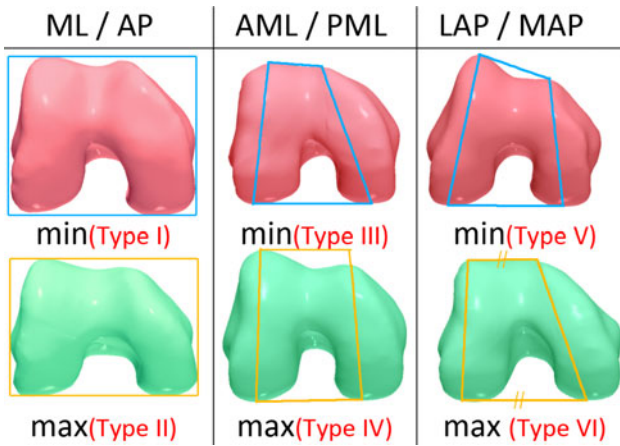 ML / AP AML / PML LAP / MAP
min(Type I) min(Type III) min(Type V)
max(Type II) max(Type IV) max (Type VI)